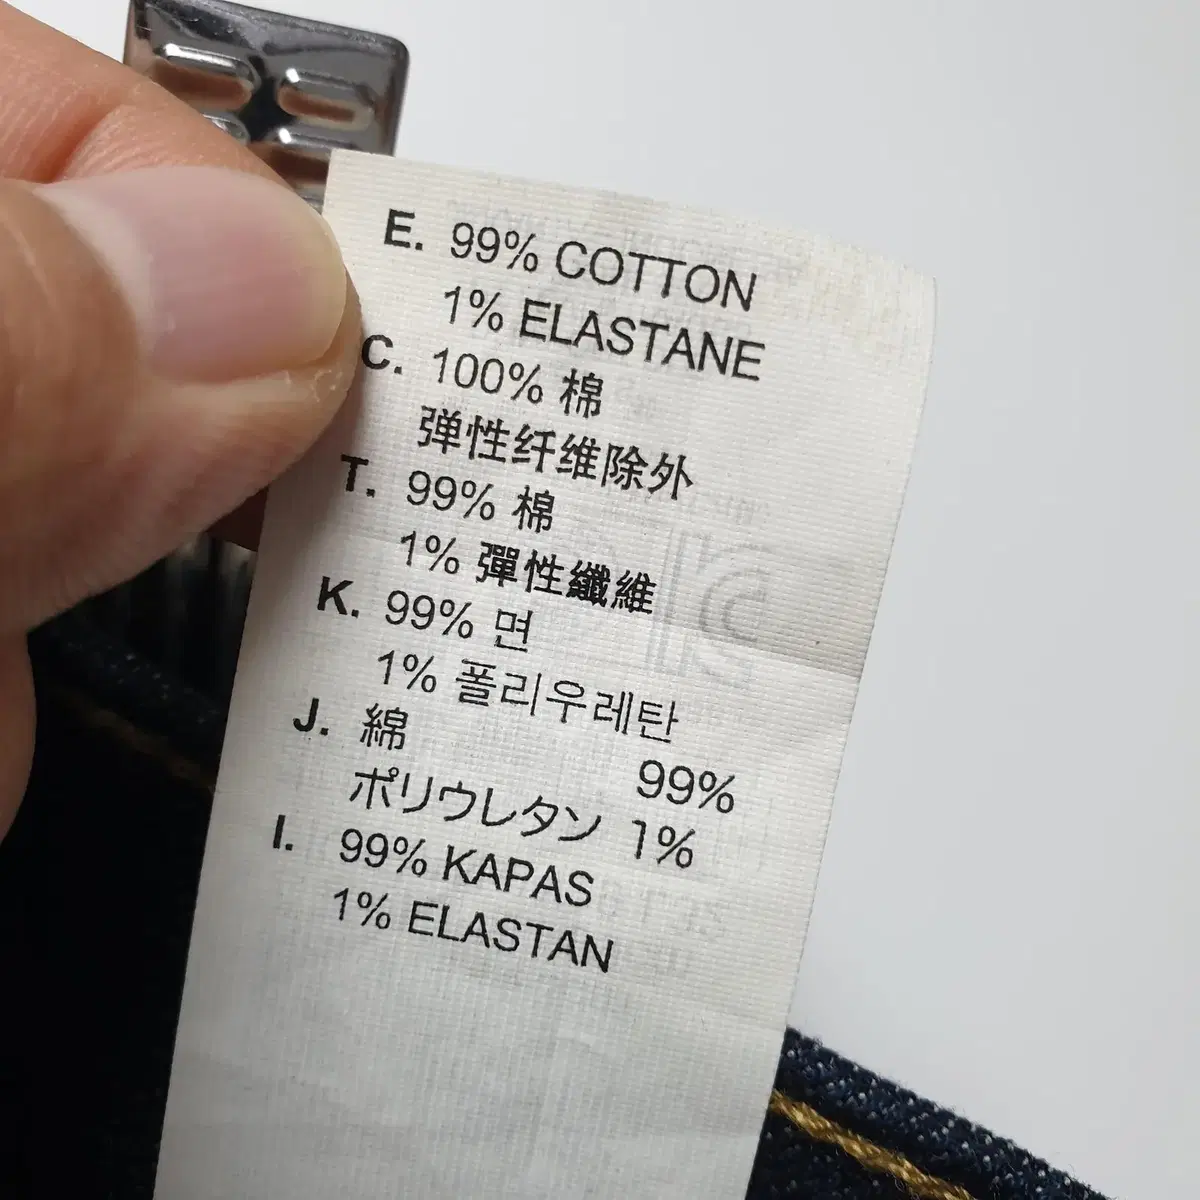 E. 99% COTTON
1% ELASTANE
C. 100% 棉
弹性纤维除外
T. 99% 棉
1% 彈性纖維
K. 99% 면
1% 폴리우레탄
J. 綿 99%
ポリウレタン 1%
I. 99% KAPAS
1% ELASTAN